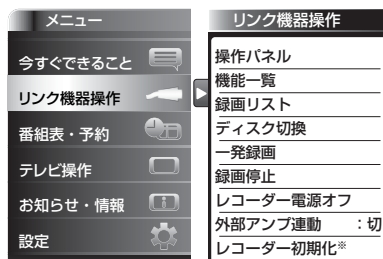 メニュー
今すぐできること
リンク機器操作
番組表・予約
テレビ操作
お知らせ・情報
設定
リンク機器操作
操作パネル
機能一覧
録画リスト
ディスク切換
一発録画
録画停止
レコーダー電源オフ
外部アンプ連動 :切
レコーダー初期化※